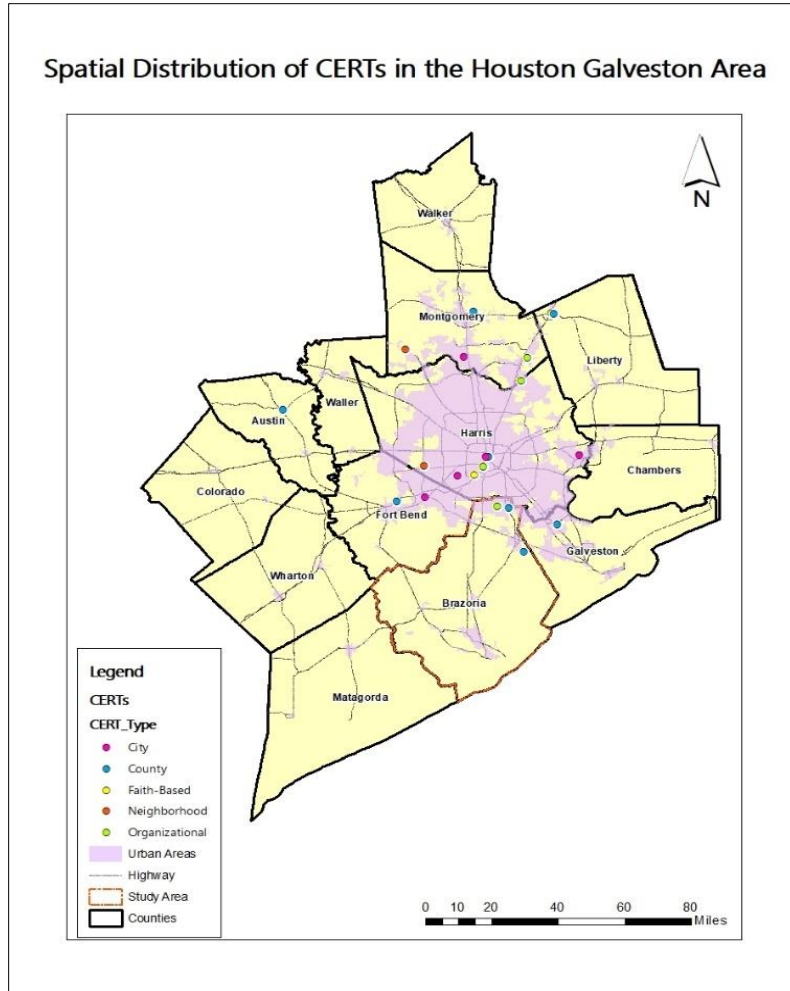 Spatial Distribution of CERTs in the Houston Galveston Area
N
Walker
Montgomery
Liberty
Waller
Austin
Harris
Chambers
Colorado
Fort Bend
Galveston
Wharton
Brazoria
Matagorda
Legend
CERTs
CERT_Type
City
County
Faith-Based
Neighborhood
Organizational
Urban Areas
Highway
Study Area
Counties
0 10 20 40 60 80
Miles